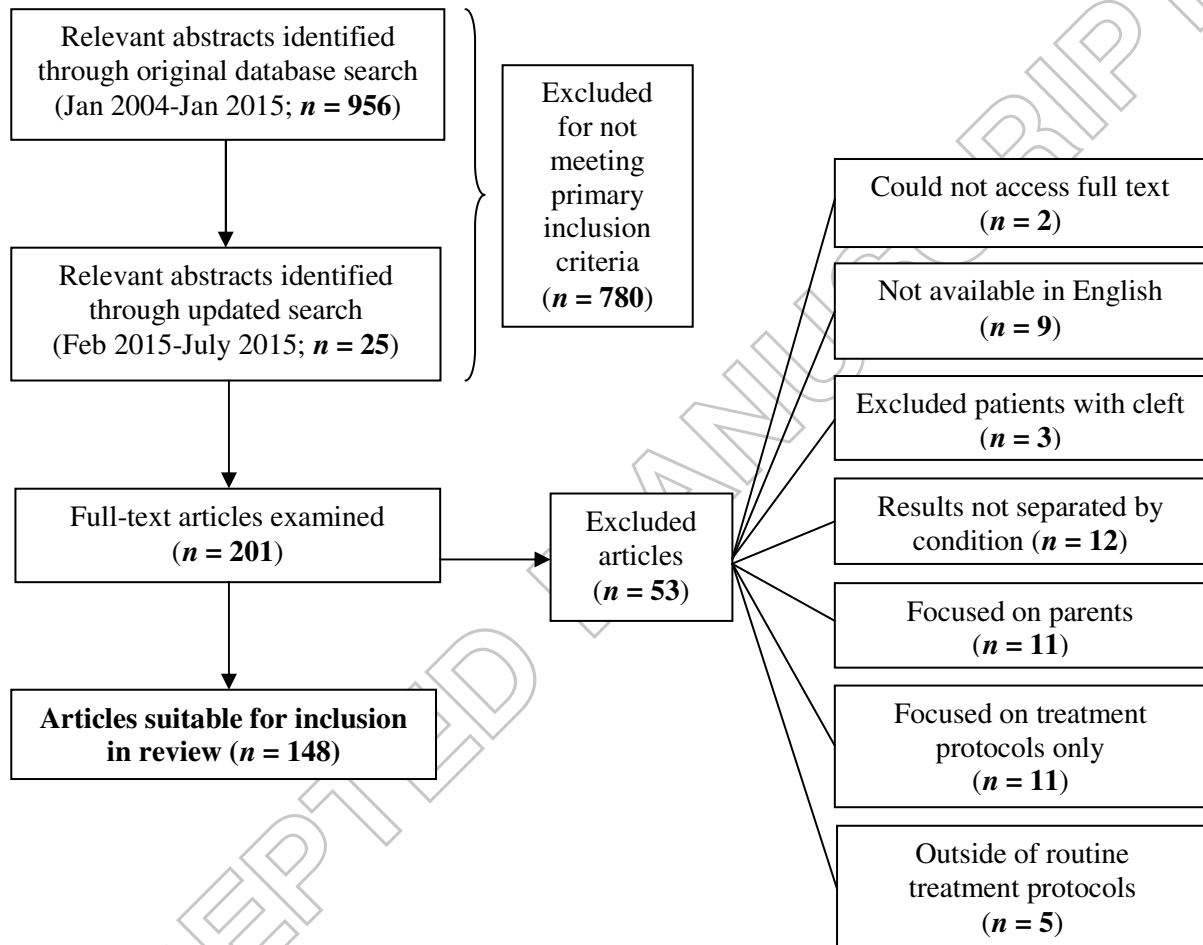 Relevant abstracts identified
through original database search
(Jan 2004-Jan 2015; n = 956)
Excluded
for not
meeting
primary
inclusion
criteria
(n = 780)
Relevant abstracts identified
through updated search
(Feb 2015-July 2015; n = 25)
Full-text articles examined
(n = 201)
Excluded
articles
(n = 53)
Articles suitable for inclusion
in review (n = 148)
Could not access full text
(n = 2)
Not available in English
(n = 9)
Excluded patients with cleft
(n = 3)
Results not separated by
condition (n = 12)
Focused on parents
(n = 11)
Focused on treatment
protocols only
(n = 11)
Outside of routine
treatment protocols
(n = 5)
EPTED MANUSCRIPT